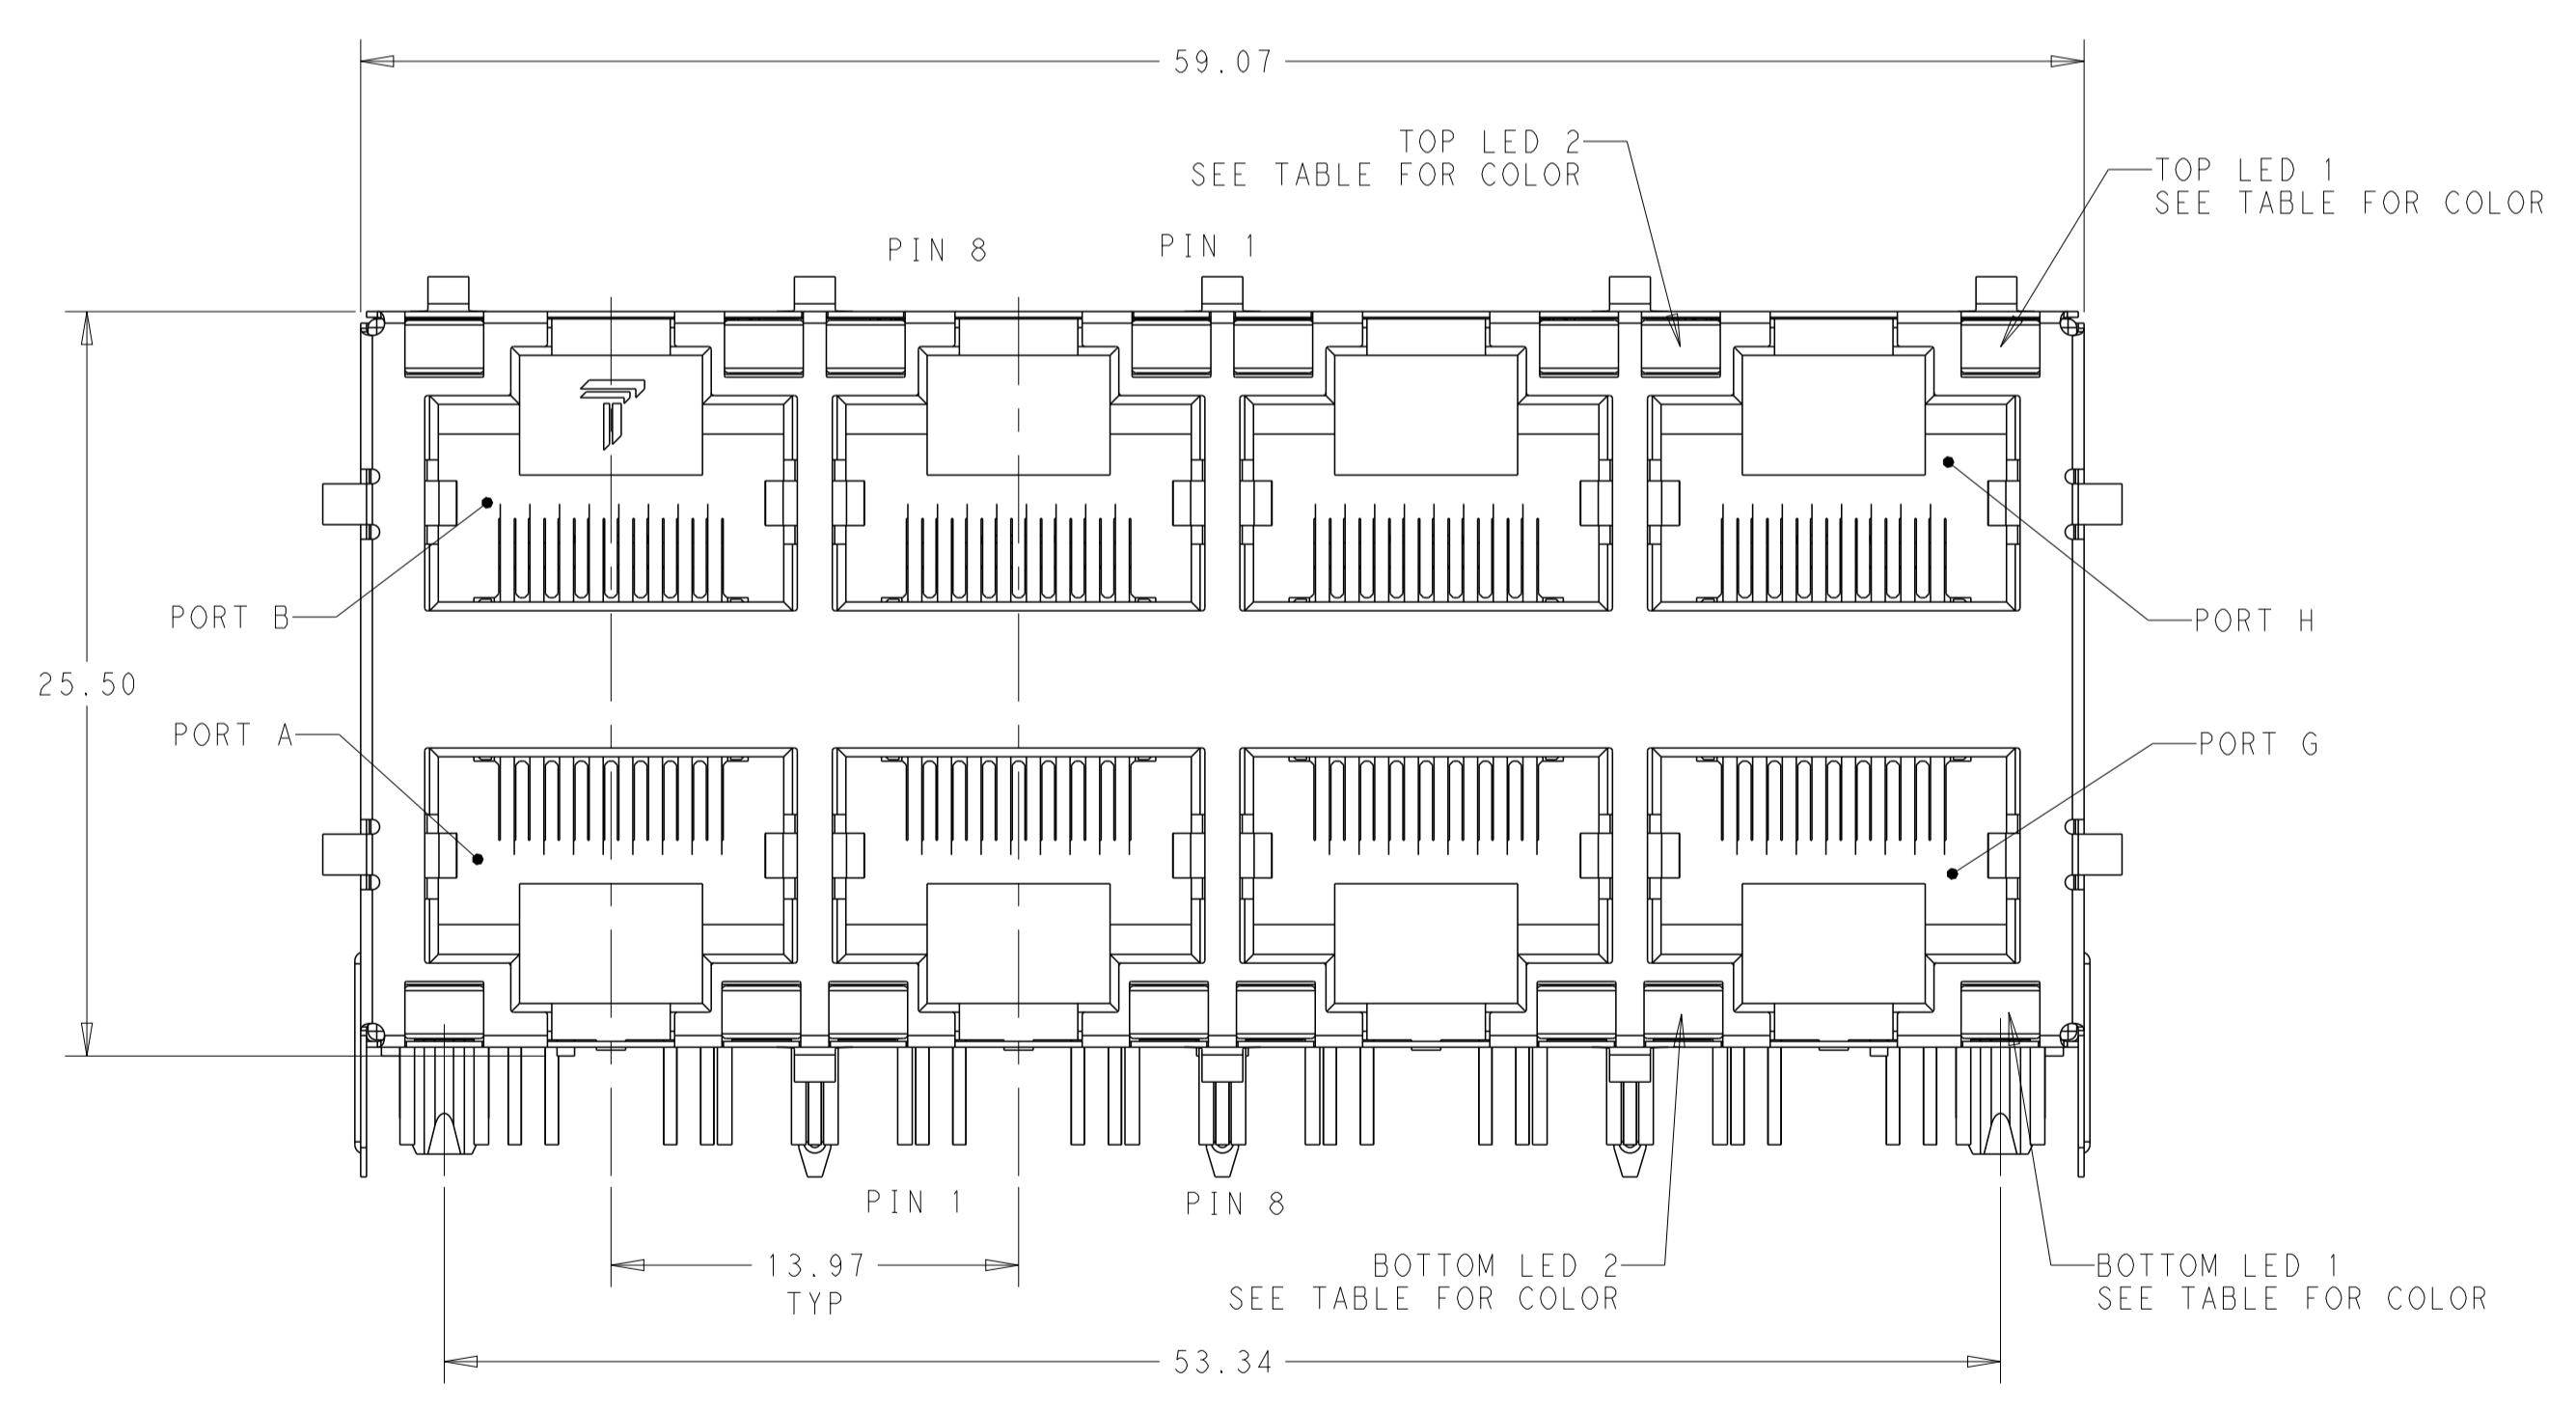 59.07
TOP LED 2
SEE TABLE FOR COLOR
TOP LED 1
SEE TABLE FOR COLOR
PIN 8
PIN 1
PORT B
PORT H
25.50
PORT A
PORT G
PIN 1
PIN 8
13.97
TYP
BOTTOM LED 2
SEE TABLE FOR COLOR
BOTTOM LED 1
SEE TABLE FOR COLOR
53.34